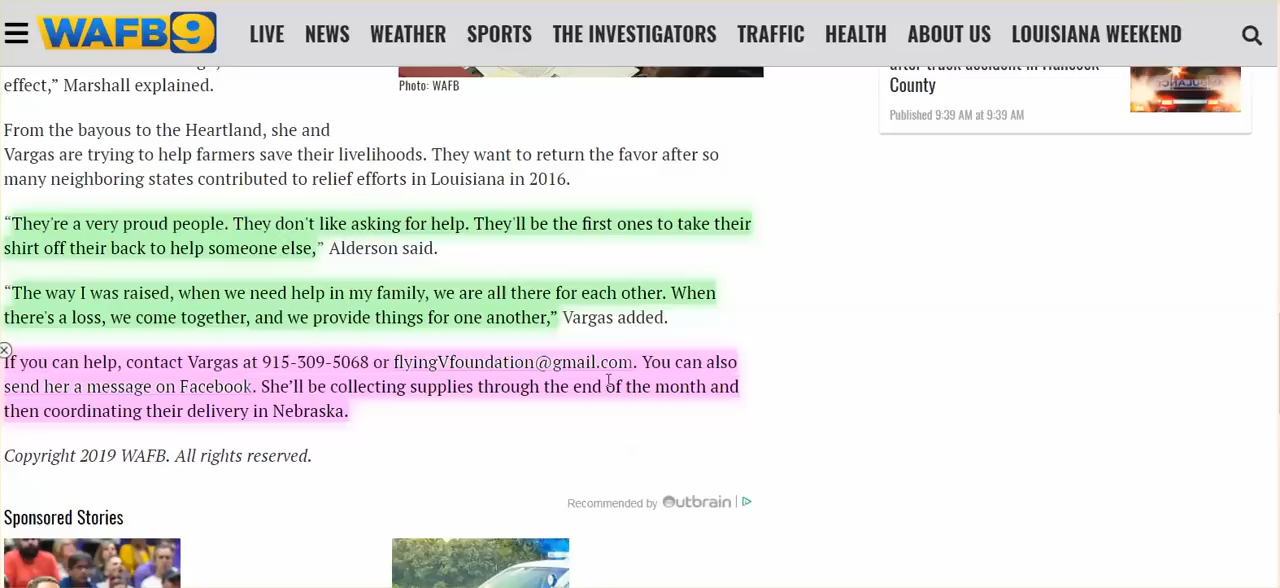 WAFB 9
LIVE NEWS WEATHER SPORTS THE INVESTIGATORS TRAFFIC HEALTH ABOUT US LOUISIANA WEEKEND
effect,” Marshall explained.
Photo: WAFB
County
Published 9:39 AM at 9:39 AM
From the bayous to the Heartland, she and
Vargas are trying to help farmers save their livelihoods. They want to return the favor after so
many neighboring states contributed to relief efforts in Louisiana in 2016.
“They're a very proud people. They don't like asking for help. They'll be the first ones to take their
shirt off their back to help someone else,” Alderson said.
“The way I was raised, when we need help in my family, we are all there for each other. When
there's a loss, we come together, and we provide things for one another,” Vargas added.
If you can help, contact Vargas at 915-309-5068 or flyingVfoundation@gmail.com. You can also
send her a message on Facebook. She’ll be collecting supplies through the end of the month and
then coordinating their delivery in Nebraska.
Copyright 2019 WAFB. All rights reserved.
Recommended by Outbrain
Sponsored Stories